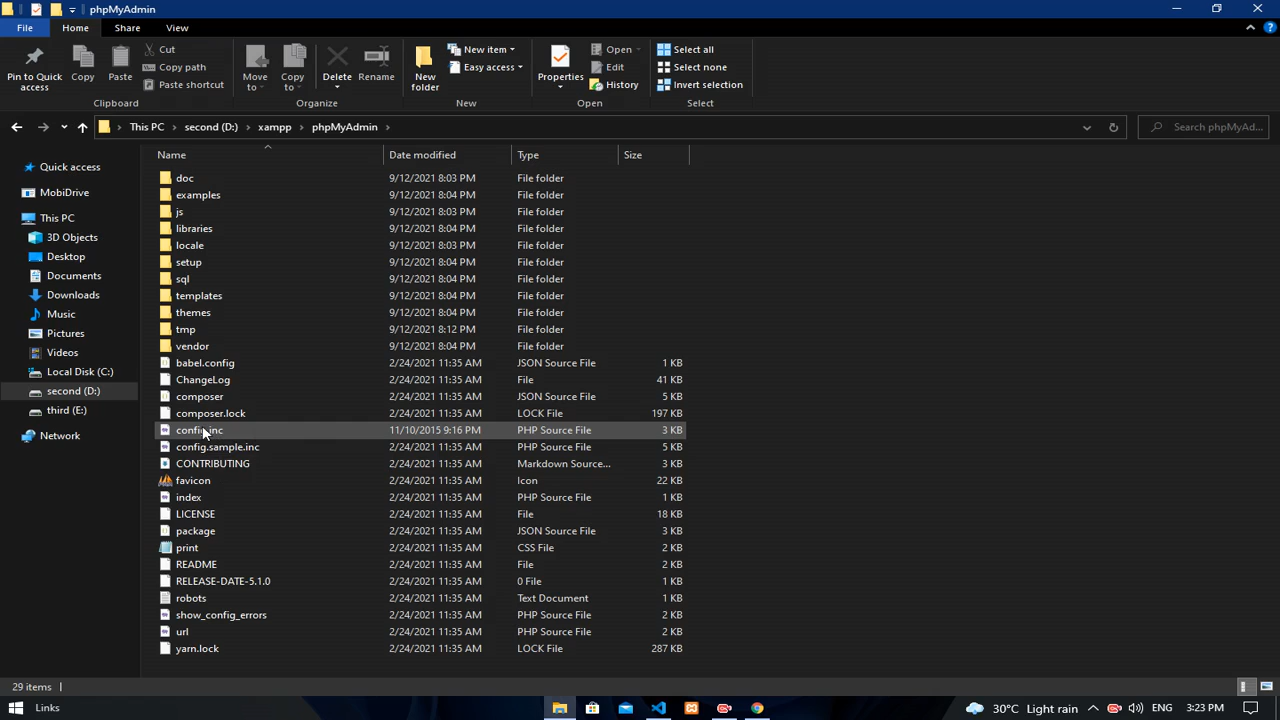 phpMyAdmin
File
Home
Share
View
Pin to Quick access
Copy
Paste
Cut
Copy path
Paste shortcut
Move to
Copy to
Delete
Rename
New folder
New item
Easy access
Properties
Open
Edit
History
Select all
Select none
Invert selection
Clipboard
Organize
New
Open
Select
This PC > second (D:) > xampp > phpMyAdmin >
Search phpMyAd...
Quick access
MobiDrive
This PC
3D Objects
Desktop
Documents
Downloads
Music
Pictures
Videos
Local Disk (C:)
second (D:)
third (E:)
Network
Name Date modified Type Size
doc 9/12/2021 8:03 PM File folder
examples 9/12/2021 8:04 PM File folder
js 9/12/2021 8:03 PM File folder
libraries 9/12/2021 8:04 PM File folder
locale 9/12/2021 8:03 PM File folder
setup 9/12/2021 8:04 PM File folder
sql 9/12/2021 8:04 PM File folder
templates 9/12/2021 8:04 PM File folder
themes 9/12/2021 8:04 PM File folder
tmp 9/12/2021 8:12 PM File folder
vendor 9/12/2021 8:04 PM File folder
babel.config 2/24/2021 11:35 AM JSON Source File 1 KB
ChangeLog 2/24/2021 11:35 AM File 41 KB
composer 2/24/2021 11:35 AM JSON Source File 5 KB
composer.lock 2/24/2021 11:35 AM LOCK File 197 KB
config.inc 11/10/2015 9:16 PM PHP Source File 3 KB
config.sample.inc 2/24/2021 11:35 AM PHP Source File 5 KB
CONTRIBUTING 2/24/2021 11:35 AM Markdown Source... 3 KB
favicon 2/24/2021 11:35 AM Icon 22 KB
index 2/24/2021 11:35 AM PHP Source File 1 KB
LICENSE 2/24/2021 11:35 AM File 18 KB
package 2/24/2021 11:35 AM JSON Source File 3 KB
print 2/24/2021 11:35 AM CSS File 2 KB
README 2/24/2021 11:35 AM File 2 KB
RELEASE-DATE-5.1.0 2/24/2021 11:35 AM 0 File 1 KB
robots 2/24/2021 11:35 AM Text Document 1 KB
show_config_errors 2/24/2021 11:35 AM PHP Source File 2 KB
url 2/24/2021 11:35 AM PHP Source File 2 KB
yarn.lock 2/24/2021 11:35 AM LOCK File 287 KB
29 items
Links
30°C Light rain
ENG
3:23 PM